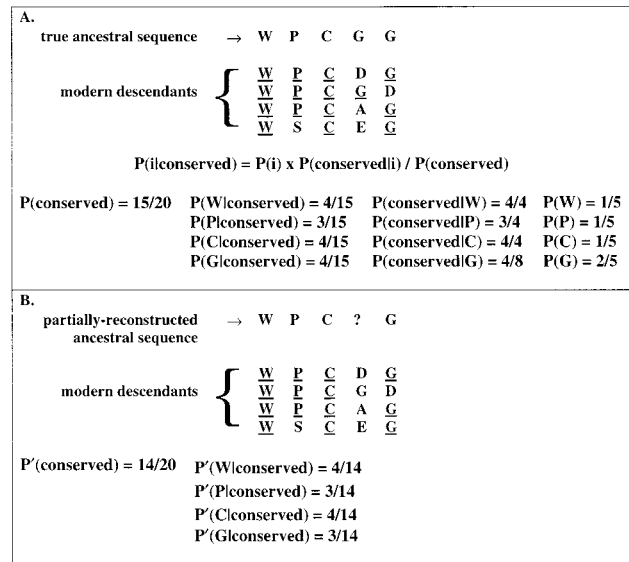 A.
true ancestral sequence → W P C G G
W P C D G
modern descendants { W P C G D
W P C A G
W S C E G
P(i|conserved) = P(i) x P(conserved|i) / P(conserved)
P(conserved) = 15/20 P(W|conserved) = 4/15 P(conserved|W) = 4/4 P(W) = 1/5
P(P|conserved) = 3/15 P(conserved|P) = 3/4 P(P) = 1/5
P(C|conserved) = 4/15 P(conserved|C) = 4/4 P(C) = 1/5
P(G|conserved) = 4/15 P(conserved|G) = 4/8 P(G) = 2/5
B.
partially-reconstructed → W P C ? G
ancestral sequence
W P C D G
modern descendants { W P C G D
W P C A G
W S C E G
P'(conserved) = 14/20 P'(W|conserved) = 4/14
P'(P|conserved) = 3/14
P'(C|conserved) = 4/14
P'(G|conserved) = 3/14